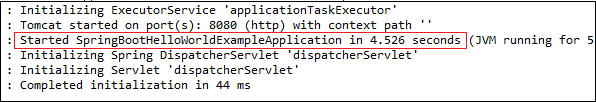 : Initializing ExecutorService 'applicationTaskExecutor'
: Tomcat started on port(s): 8080 (http) with context path ''
: Started SpringBootHelloWorldExampleApplication in 4.526 seconds (JVM running for 5
: Initializing Spring DispatcherServlet 'dispatcherServlet'
: Initializing Servlet 'dispatcherServlet'
: Completed initialization in 44 ms